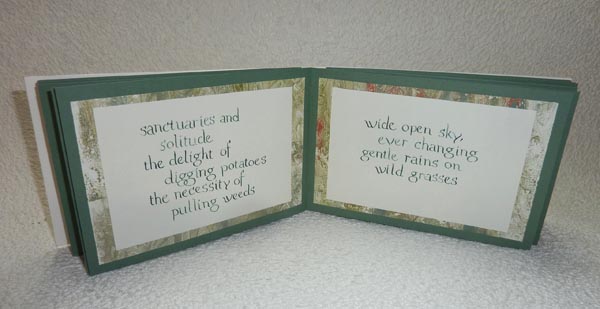 sanctuaries and
solitude
the delight of
digging potatoes
the necessity of
pulling weeds
wide open sky,
ever changing
gentle rains on
wild grasses